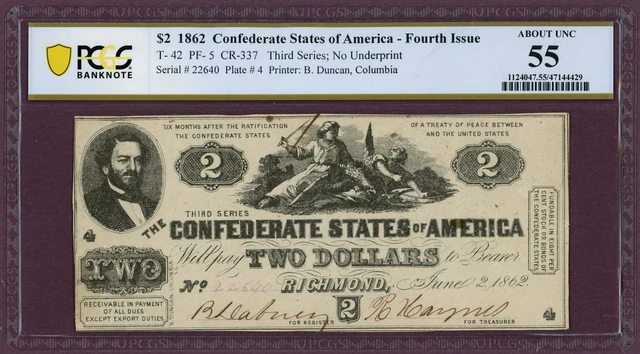 $2 1862 Confederate States of America - Fourth Issue
T- 42 PF- 5 CR-337 Third Series; No Underprint
Serial # 22640 Plate # 4 Printer: B. Duncan, Columbia
PCGS
BANKNOTE
ABOUT UNC
55
1124047.55/47144429
SIX MONTHS AFTER THE RATIFICATION
THE CONFEDERATE STATES
OF A TREATY OF PEACE BETWEEN
AND THE UNITED STATES
2
2
THIRD SERIES
4
THE CONFEDERATE STATES OF AMERICA
FUNDABLE IN EIGHT PER
CENT STOCK OR BONDS OF
THE CONFEDERATE STATES
TWO
Will pay TWO DOLLARS to Bearer
No 22640 RICHMOND, June 2, 1862.
RECEIVABLE IN PAYMENT
OF ALL DUES
EXCEPT EXPORT DUTIES
2
FOR REGISTER
FOR TREASURER
4